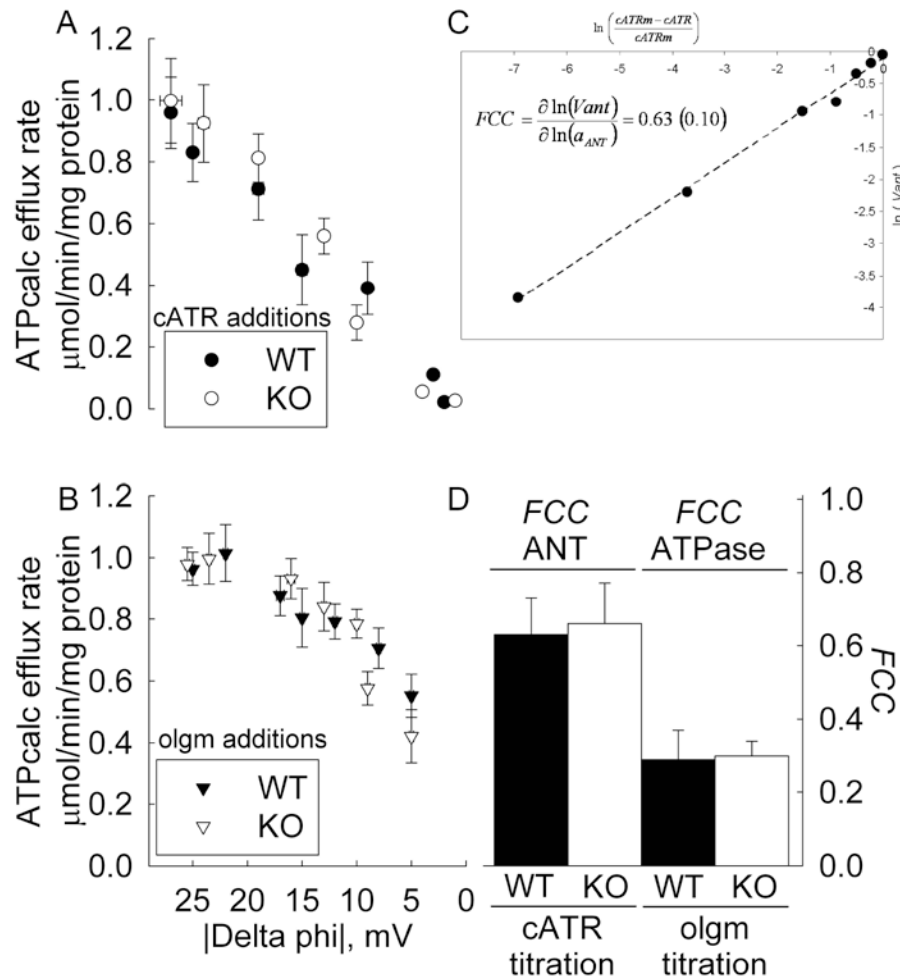 A
1.2
1.0
0.8
0.6
0.4
0.2
0.0
ATPcalc efflux rate
μmol/min/mg protein
cATR additions
WT
KO
C
ln (cATRm − cATR / cATRm)
-7 -6 -5 -4 -3 -2 -1 0
FCC = ∂ ln(Vant) / ∂ ln(a_ANT) = 0.63 (0.10)
0
-0.5
-1
-1.5
-2
-2.5
-3
-3.5
-4
ln (Vant)
B
1.2
1.0
0.8
0.6
0.4
0.2
0.0
ATPcalc efflux rate
μmol/min/mg protein
olgm additions
WT
KO
25 20 15 10 5 0
|Delta phi|, mV
D
FCC FCC
ANT ATPase
1.0
0.8
0.6
0.4
0.2
0.0
FCC
WT KO WT KO
cATR olgm
titration titration